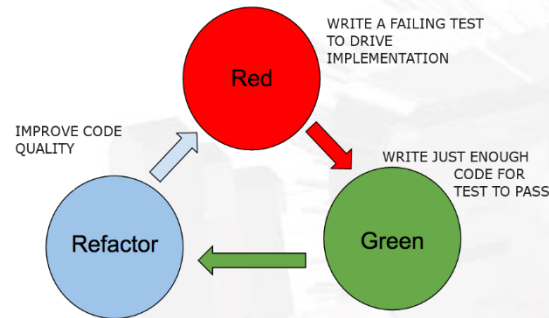 WRITE A FAILING TEST
TO DRIVE
IMPLEMENTATION
Red
IMPROVE CODE
QUALITY
WRITE JUST ENOUGH
CODE FOR
TEST TO PASS
Refactor
Green